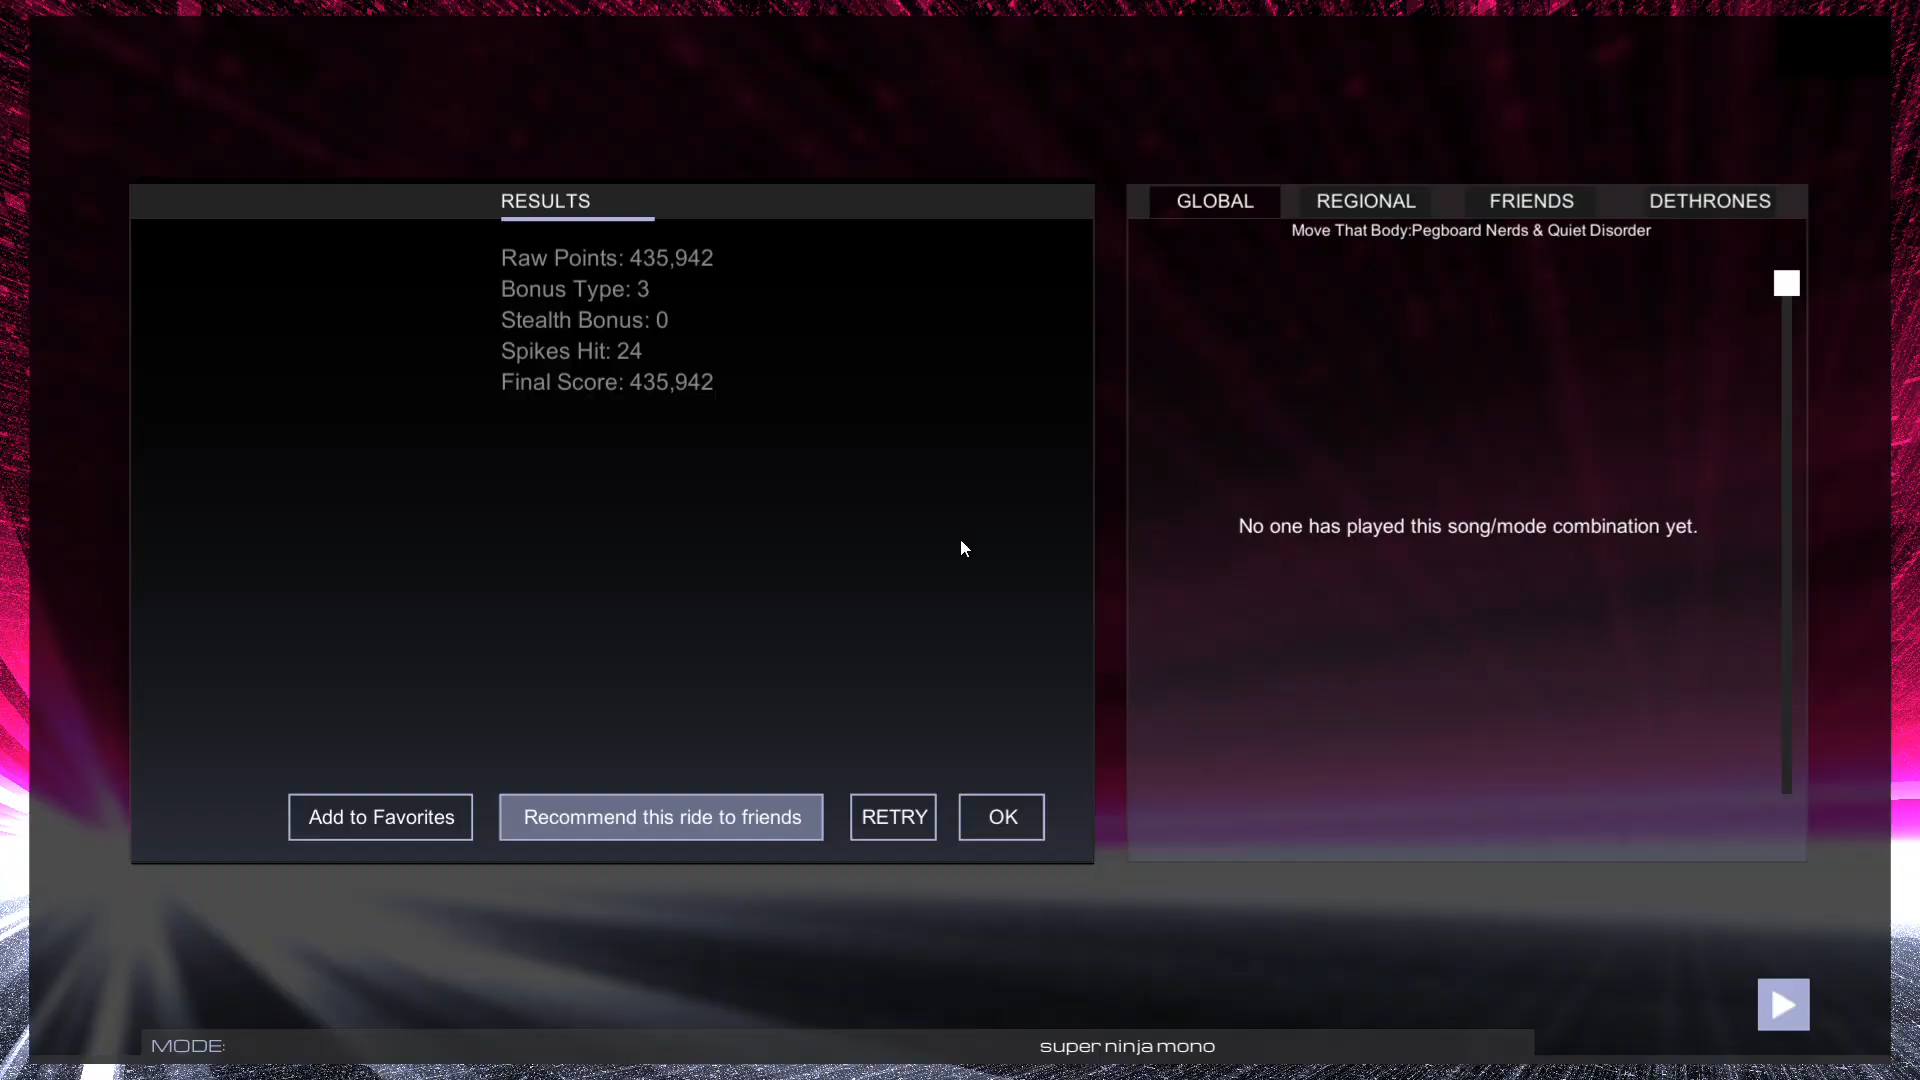 RESULTS
Raw Points: 435,942
Bonus Type: 3
Stealth Bonus: 0
Spikes Hit: 24
Final Score: 435,942
Add to Favorites
Recommend this ride to friends
RETRY
OK
GLOBAL REGIONAL FRIENDS DETHRONES
Move That Body:Pegboard Nerds & Quiet Disorder
No one has played this song/mode combination yet.
MODE: super ninja mono